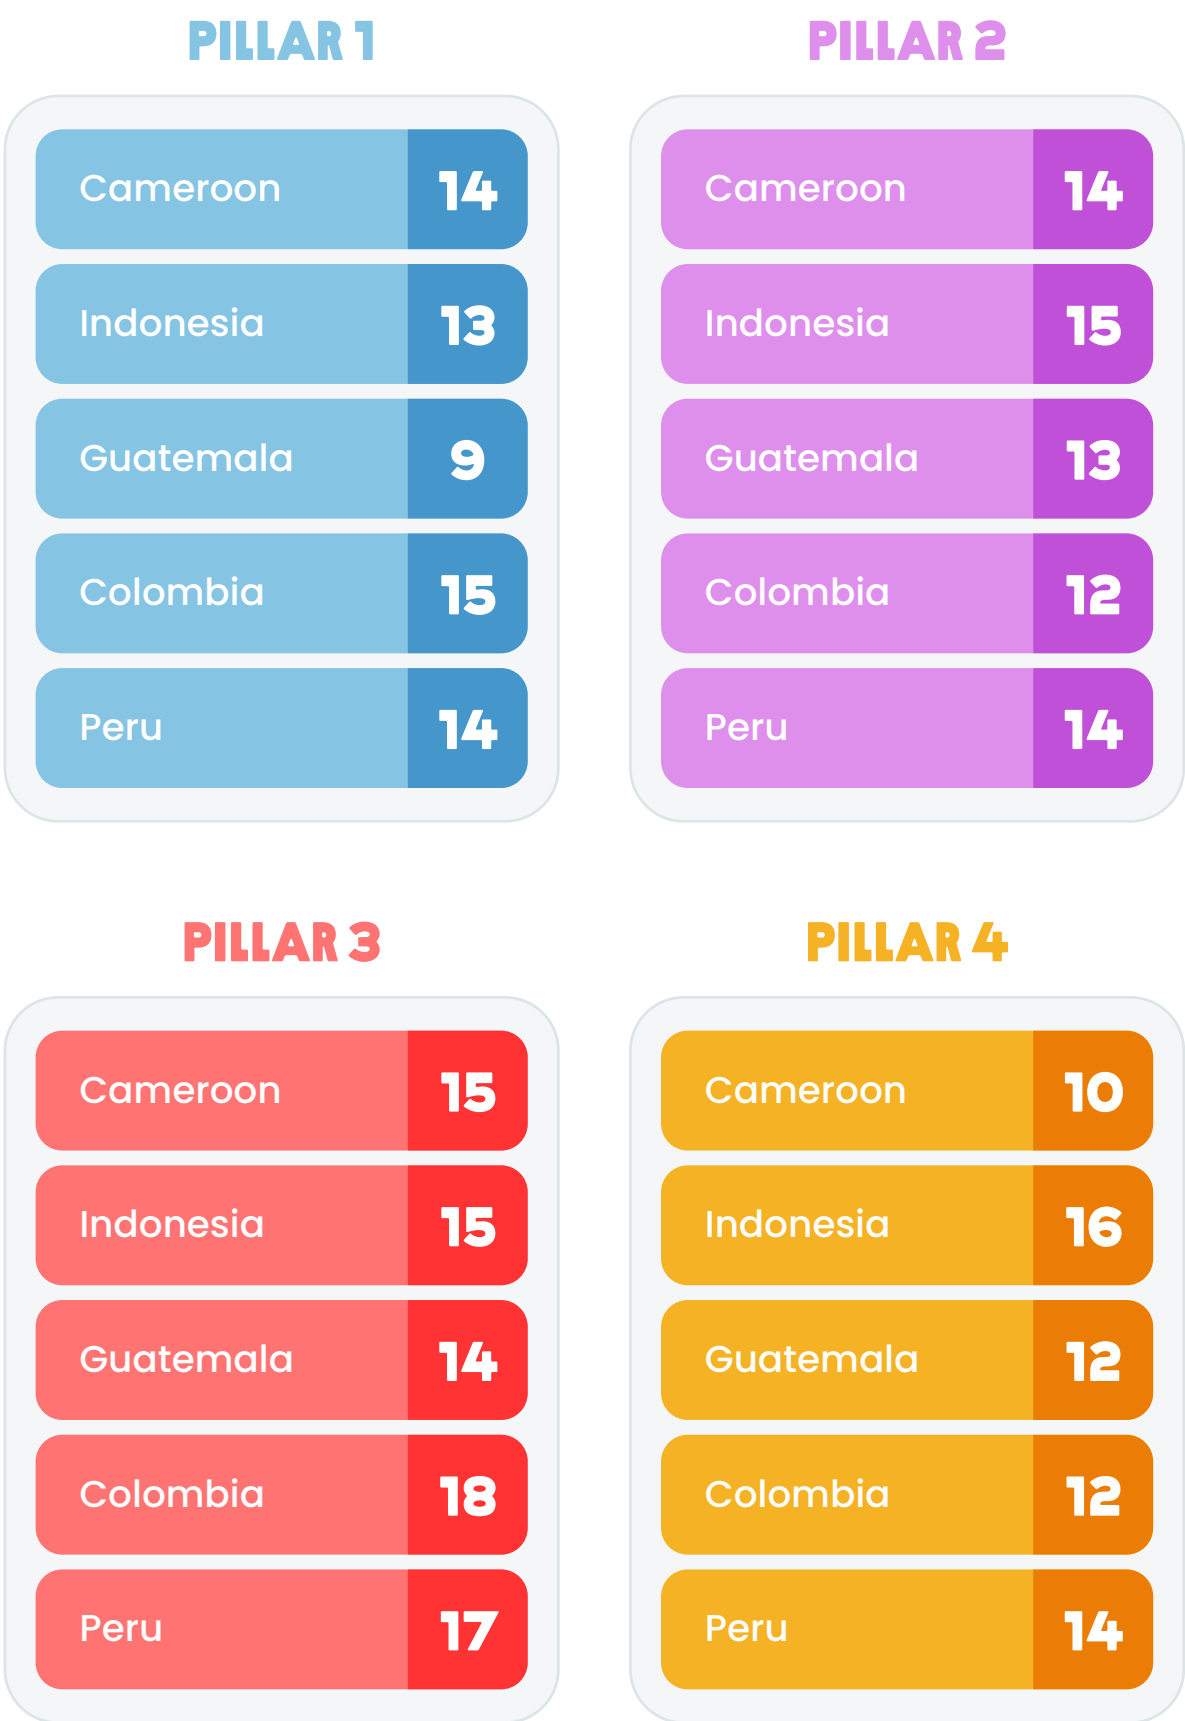 PILLAR 1
Cameroon 14
Indonesia 13
Guatemala 9
Colombia 15
Peru 14
PILLAR 2
Cameroon 14
Indonesia 15
Guatemala 13
Colombia 12
Peru 14
PILLAR 3
Cameroon 15
Indonesia 15
Guatemala 14
Colombia 18
Peru 17
PILLAR 4
Cameroon 10
Indonesia 16
Guatemala 12
Colombia 12
Peru 14